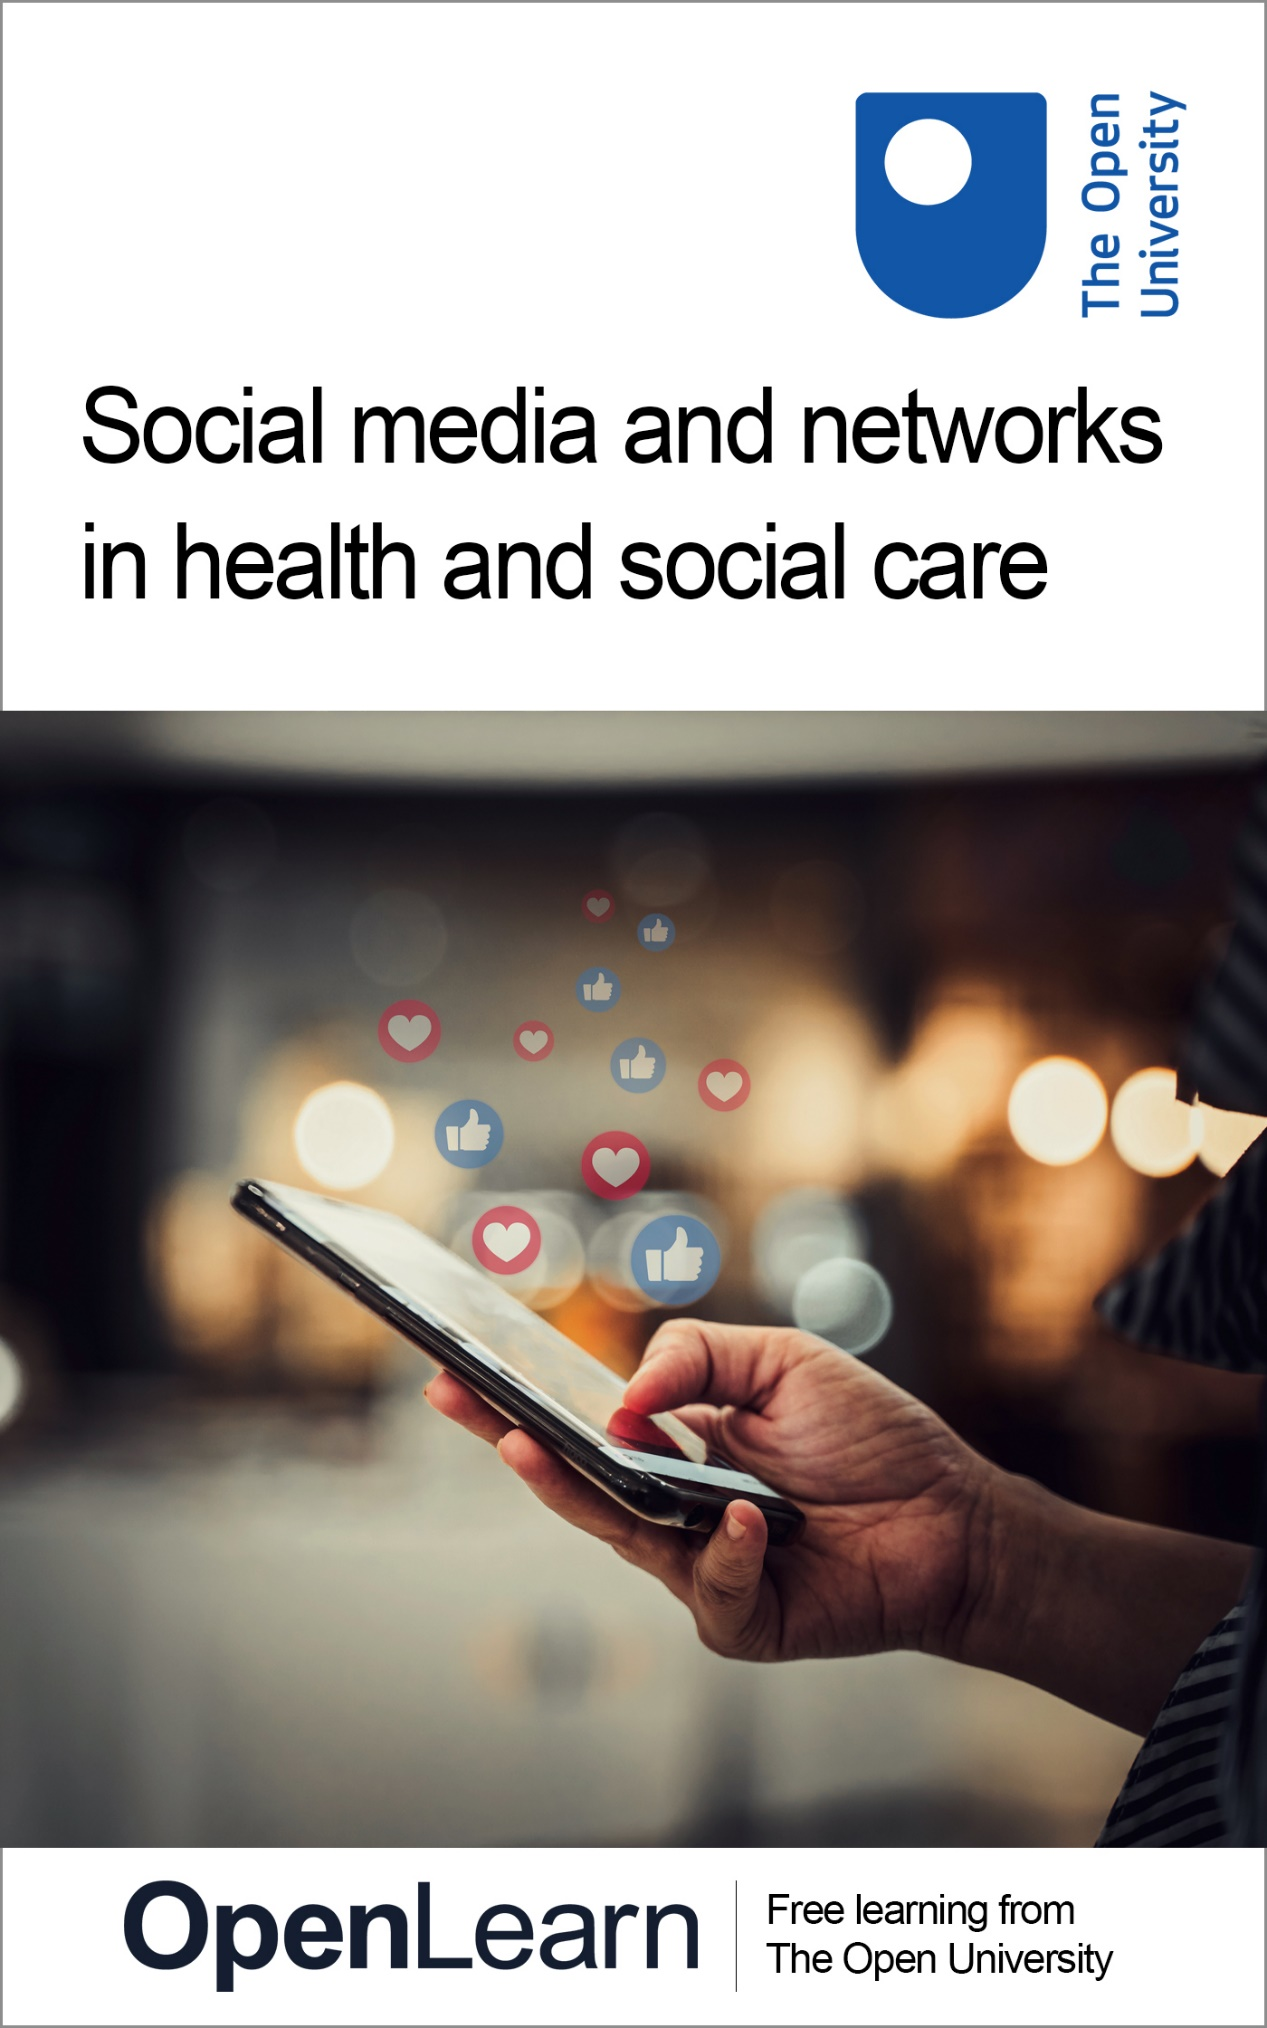 The Open
University
Social media and networks
in health and social care
OpenLearn
Free learning from
The Open University